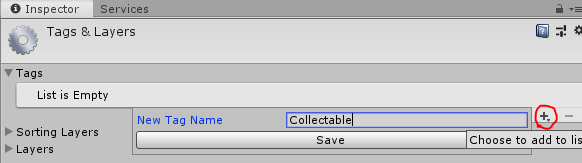 Inspector Services
Tags & Layers
Tags
List is Empty
New Tag Name Collectable
Sorting Layers
Save Choose to add to lis
Layers